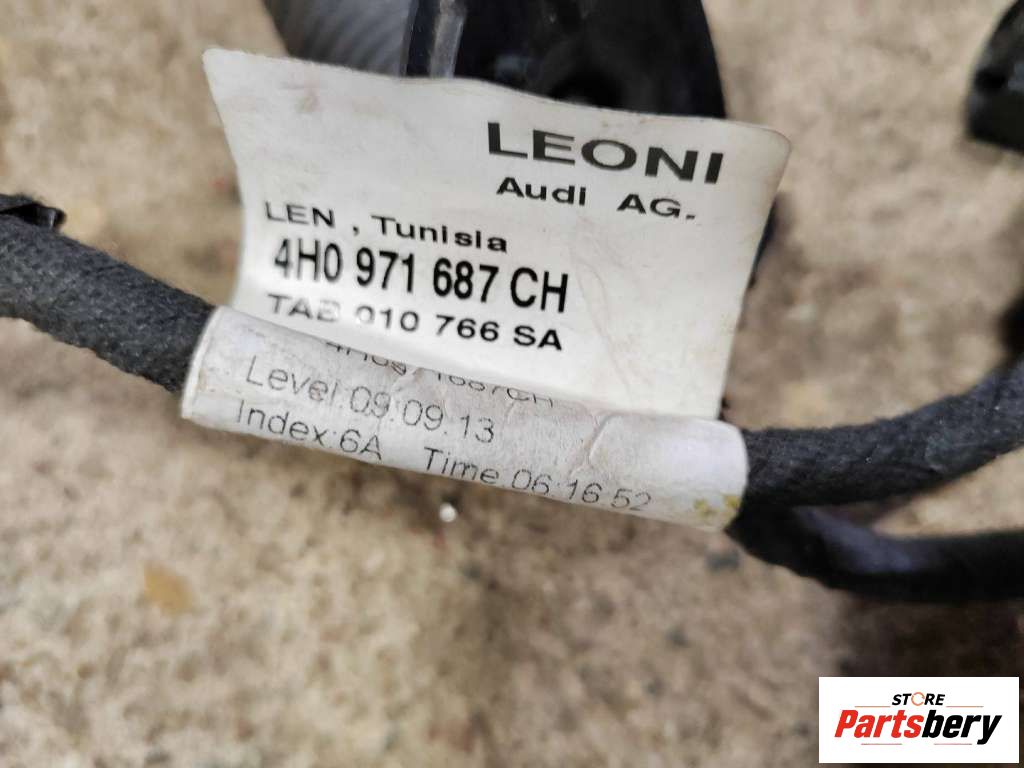 LEONI
Audi AG.
LEN , Tunisia
4H0 971 687 CH
TAB 010 766 SA
4H0971687CH
Level:09.09.13
Index:6A Time:06:16:52
STORE
Partsbery